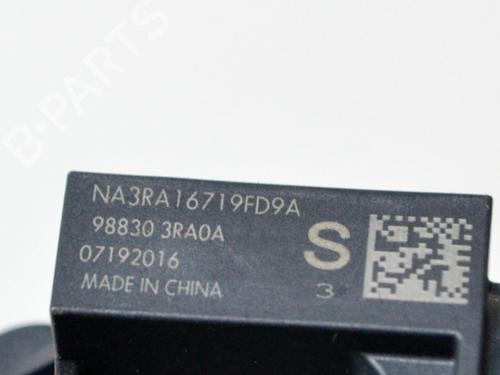 B-PARTS
NA3RA16719FD9A
98830 3RA0A
07192016
MADE IN CHINA
S
3